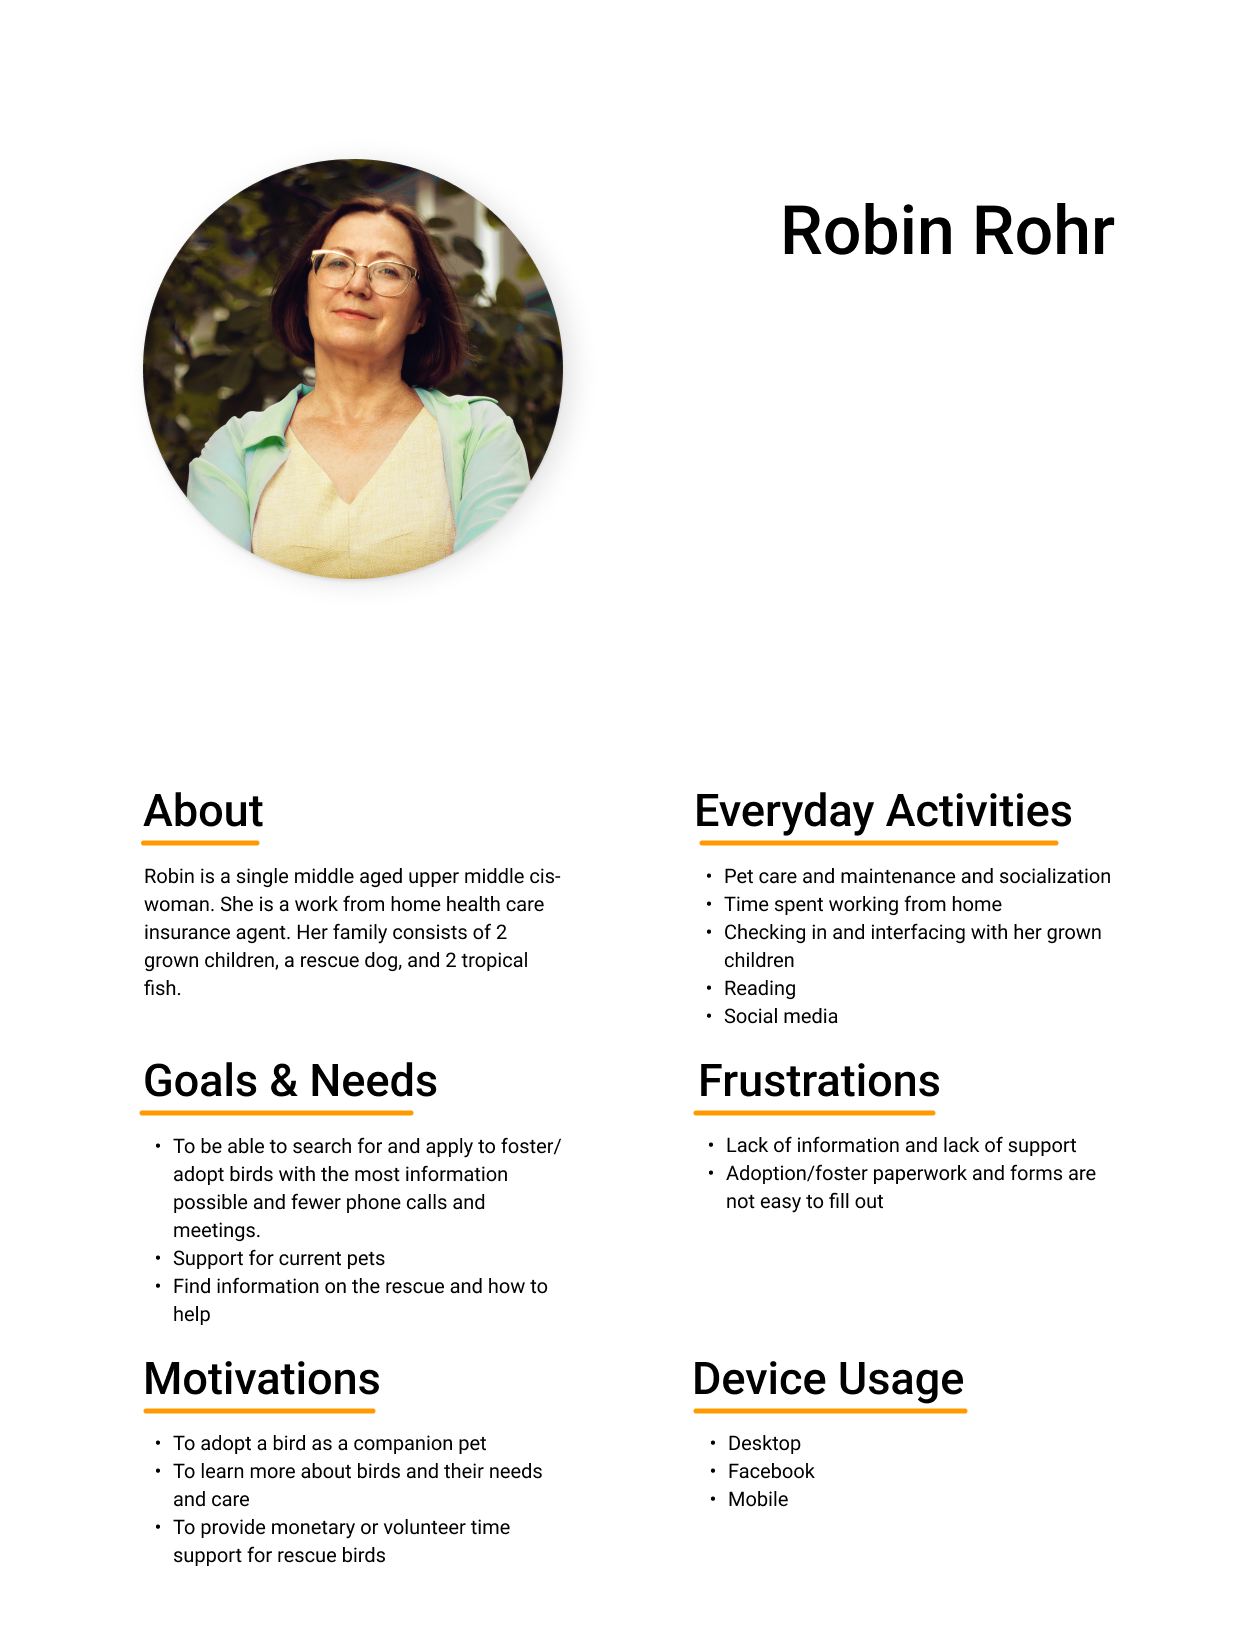 Robin Rohr
About
Robin is a single middle aged upper middle cis-
woman. She is a work from home health care
insurance agent. Her family consists of 2
grown children, a rescue dog, and 2 tropical
fish.
Everyday Activities
• Pet care and maintenance and socialization
• Time spent working from home
• Checking in and interfacing with her grown
children
• Reading
• Social media
Goals & Needs
• To be able to search for and apply to foster/
adopt birds with the most information
possible and fewer phone calls and
meetings.
• Support for current pets
• Find information on the rescue and how to
help
Frustrations
• Lack of information and lack of support
• Adoption/foster paperwork and forms are
not easy to fill out
Motivations
• To adopt a bird as a companion pet
• To learn more about birds and their needs
and care
• To provide monetary or volunteer time
support for rescue birds
Device Usage
• Desktop
• Facebook
• Mobile